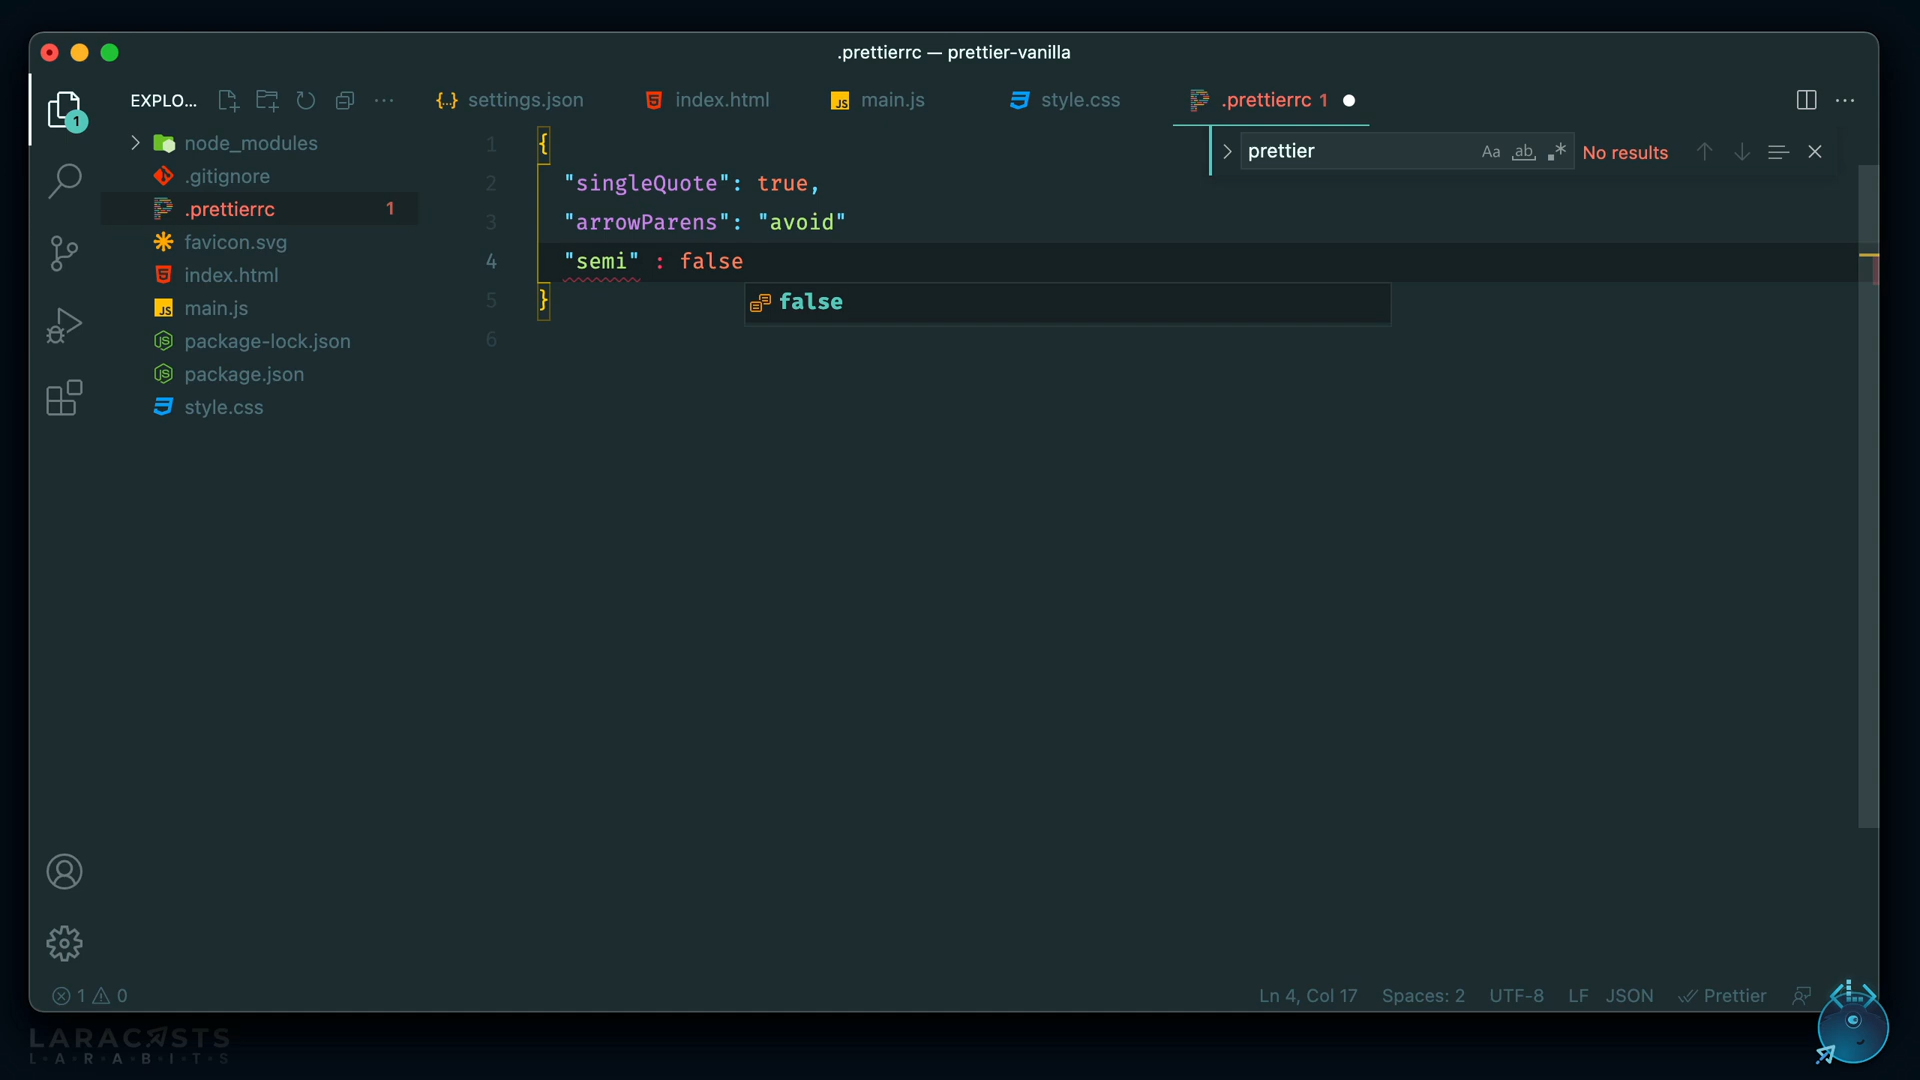 .prettierrc — prettier-vanilla
EXPLO...
settings.json
index.html
main.js
style.css
.prettierrc 1
prettier
Aa
ab
No results
1
node_modules
.gitignore
.prettierrc 1
favicon.svg
index.html
main.js
package-lock.json
package.json
style.css
1 {
2 "singleQuote": true,
3 "arrowParens": "avoid"
4 "semi" : false
false
5 }
6
1 0
Ln 4, Col 17
Spaces: 2
UTF-8
LF
JSON
Prettier
LARACASTS
L·A·R·A·B·I·T·S